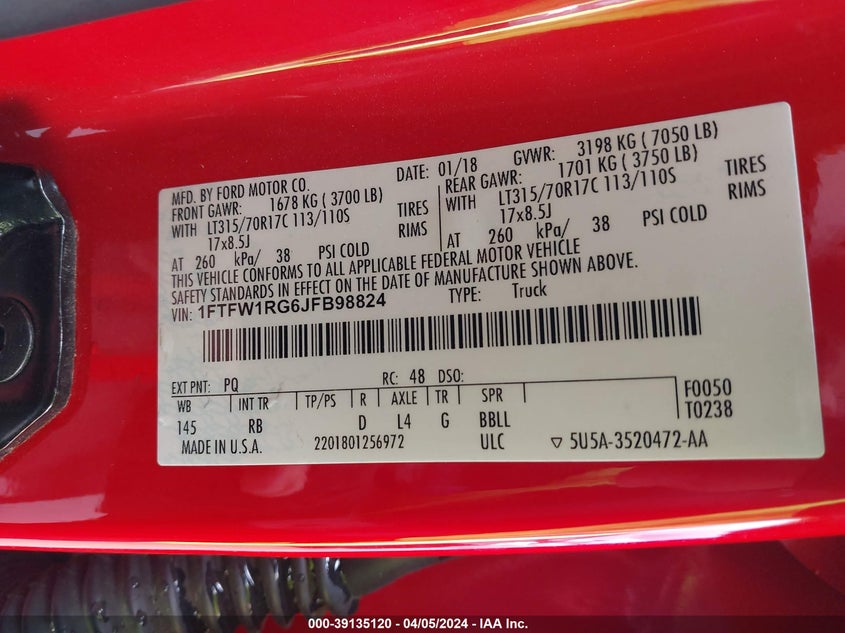 MFD. BY FORD MOTOR CO. DATE: 01/18 GVWR: 3198 KG ( 7050 LB)
FRONT GAWR: 1678 KG ( 3700 LB) REAR GAWR: 1701 KG ( 3750 LB)
WITH LT315/70R17C 113/110S TIRES WITH LT315/70R17C 113/110S TIRES
17x8.5J RIMS 17x8.5J RIMS
AT 260 kPa/ 38 PSI COLD AT 260 kPa/ 38 PSI COLD
THIS VEHICLE CONFORMS TO ALL APPLICABLE FEDERAL MOTOR VEHICLE
SAFETY STANDARDS IN EFFECT ON THE DATE OF MANUFACTURE SHOWN ABOVE.
VIN: 1FTFW1RG6JFB98824 TYPE: Truck
EXT PNT: PQ RC: 48 DSO:
WB INT TR TP/PS R AXLE TR SPR F0050
145 RB D L4 G BBLL T0238
MADE IN U.S.A. 2201801256972 ULC ▽ 5U5A-3520472-AA
000-39135120 - 04/05/2024 - IAA Inc.